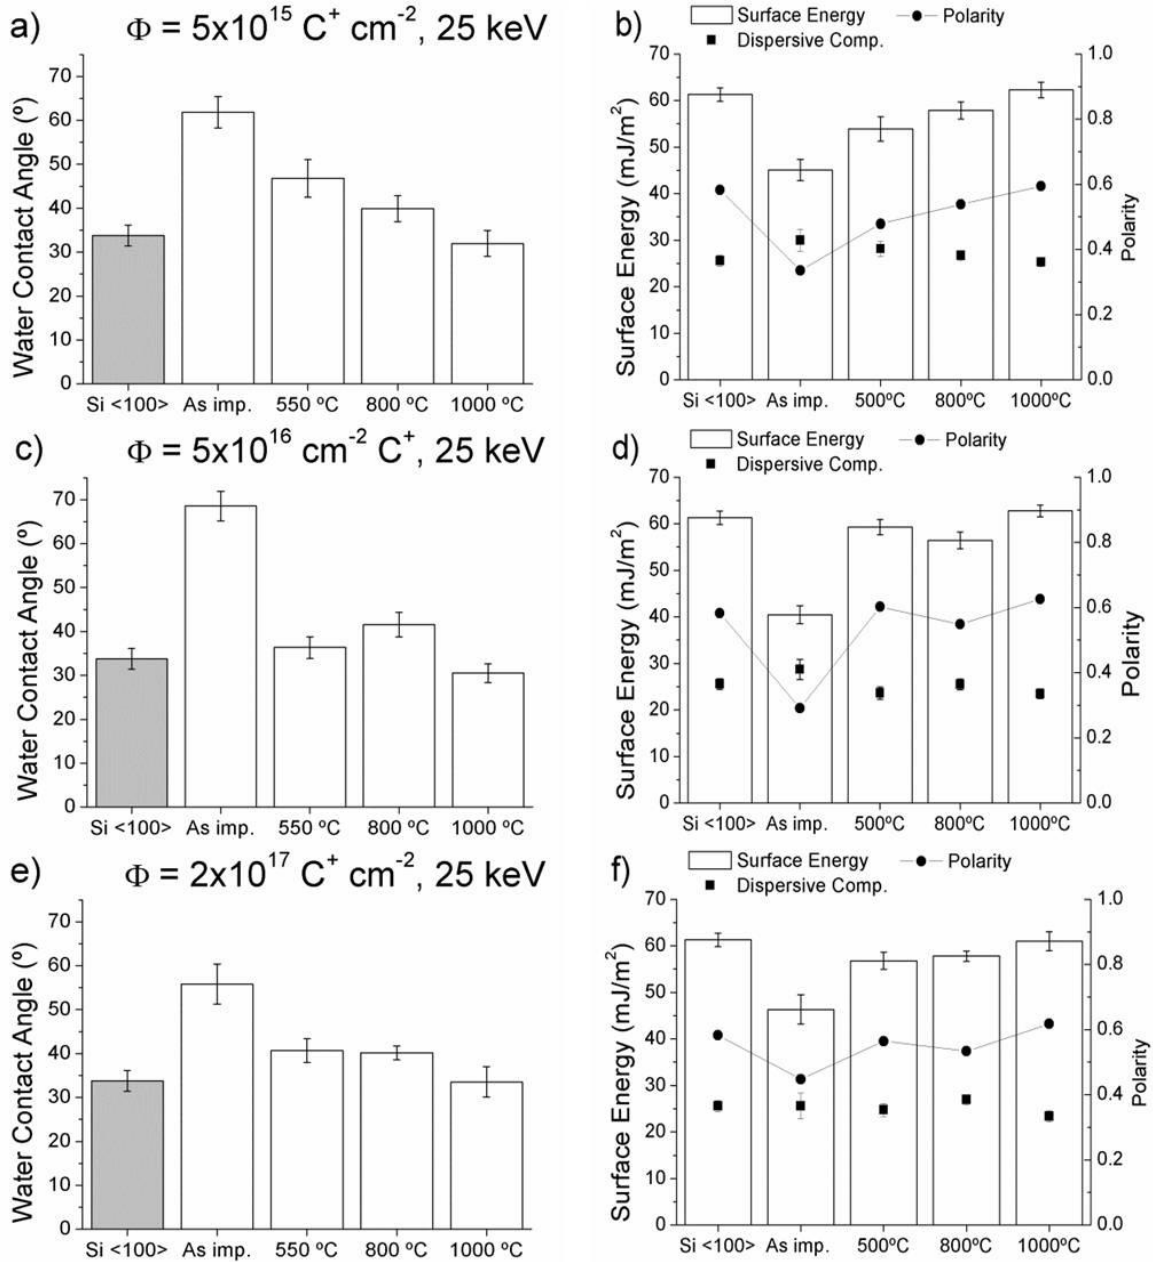 a) Φ = 5x10¹⁵ C⁺ cm⁻², 25 keV
Water Contact Angle (º)
70
60
50
40
30
20
10
0
Si <100> As imp. 550 ºC 800 ºC 1000 ºC
b)
Surface Energy Polarity
Dispersive Comp.
Surface Energy (mJ/m²)
70
60
50
40
30
20
10
0
1.0
0.8
0.6
0.4
0.2
0.0
Polarity
Si <100> As imp. 500ºC 800ºC 1000ºC
c) Φ = 5x10¹⁶ cm⁻² C⁺, 25 keV
Water Contact Angle (º)
70
60
50
40
30
20
10
0
Si <100> As imp. 550 ºC 800 ºC 1000 ºC
d)
Surface Energy Polarity
Dispersive Comp.
Surface Energy (mJ/m²)
70
60
50
40
30
20
10
0
1.0
0.8
0.6
0.4
0.2
0.0
Polarity
Si <100> As imp. 500ºC 800ºC 1000ºC
e) Φ = 2x10¹⁷ C⁺ cm⁻², 25 keV
Water Contact Angle (º)
70
60
50
40
30
20
10
0
Si <100> As imp. 550 ºC 800 ºC 1000 ºC
f)
Surface Energy Polarity
Dispersive Comp.
Surface Energy (mJ/m²)
70
60
50
40
30
20
10
0
1.0
0.8
0.6
0.4
0.2
0.0
Polarity
Si <100> As imp. 500ºC 800ºC 1000ºC